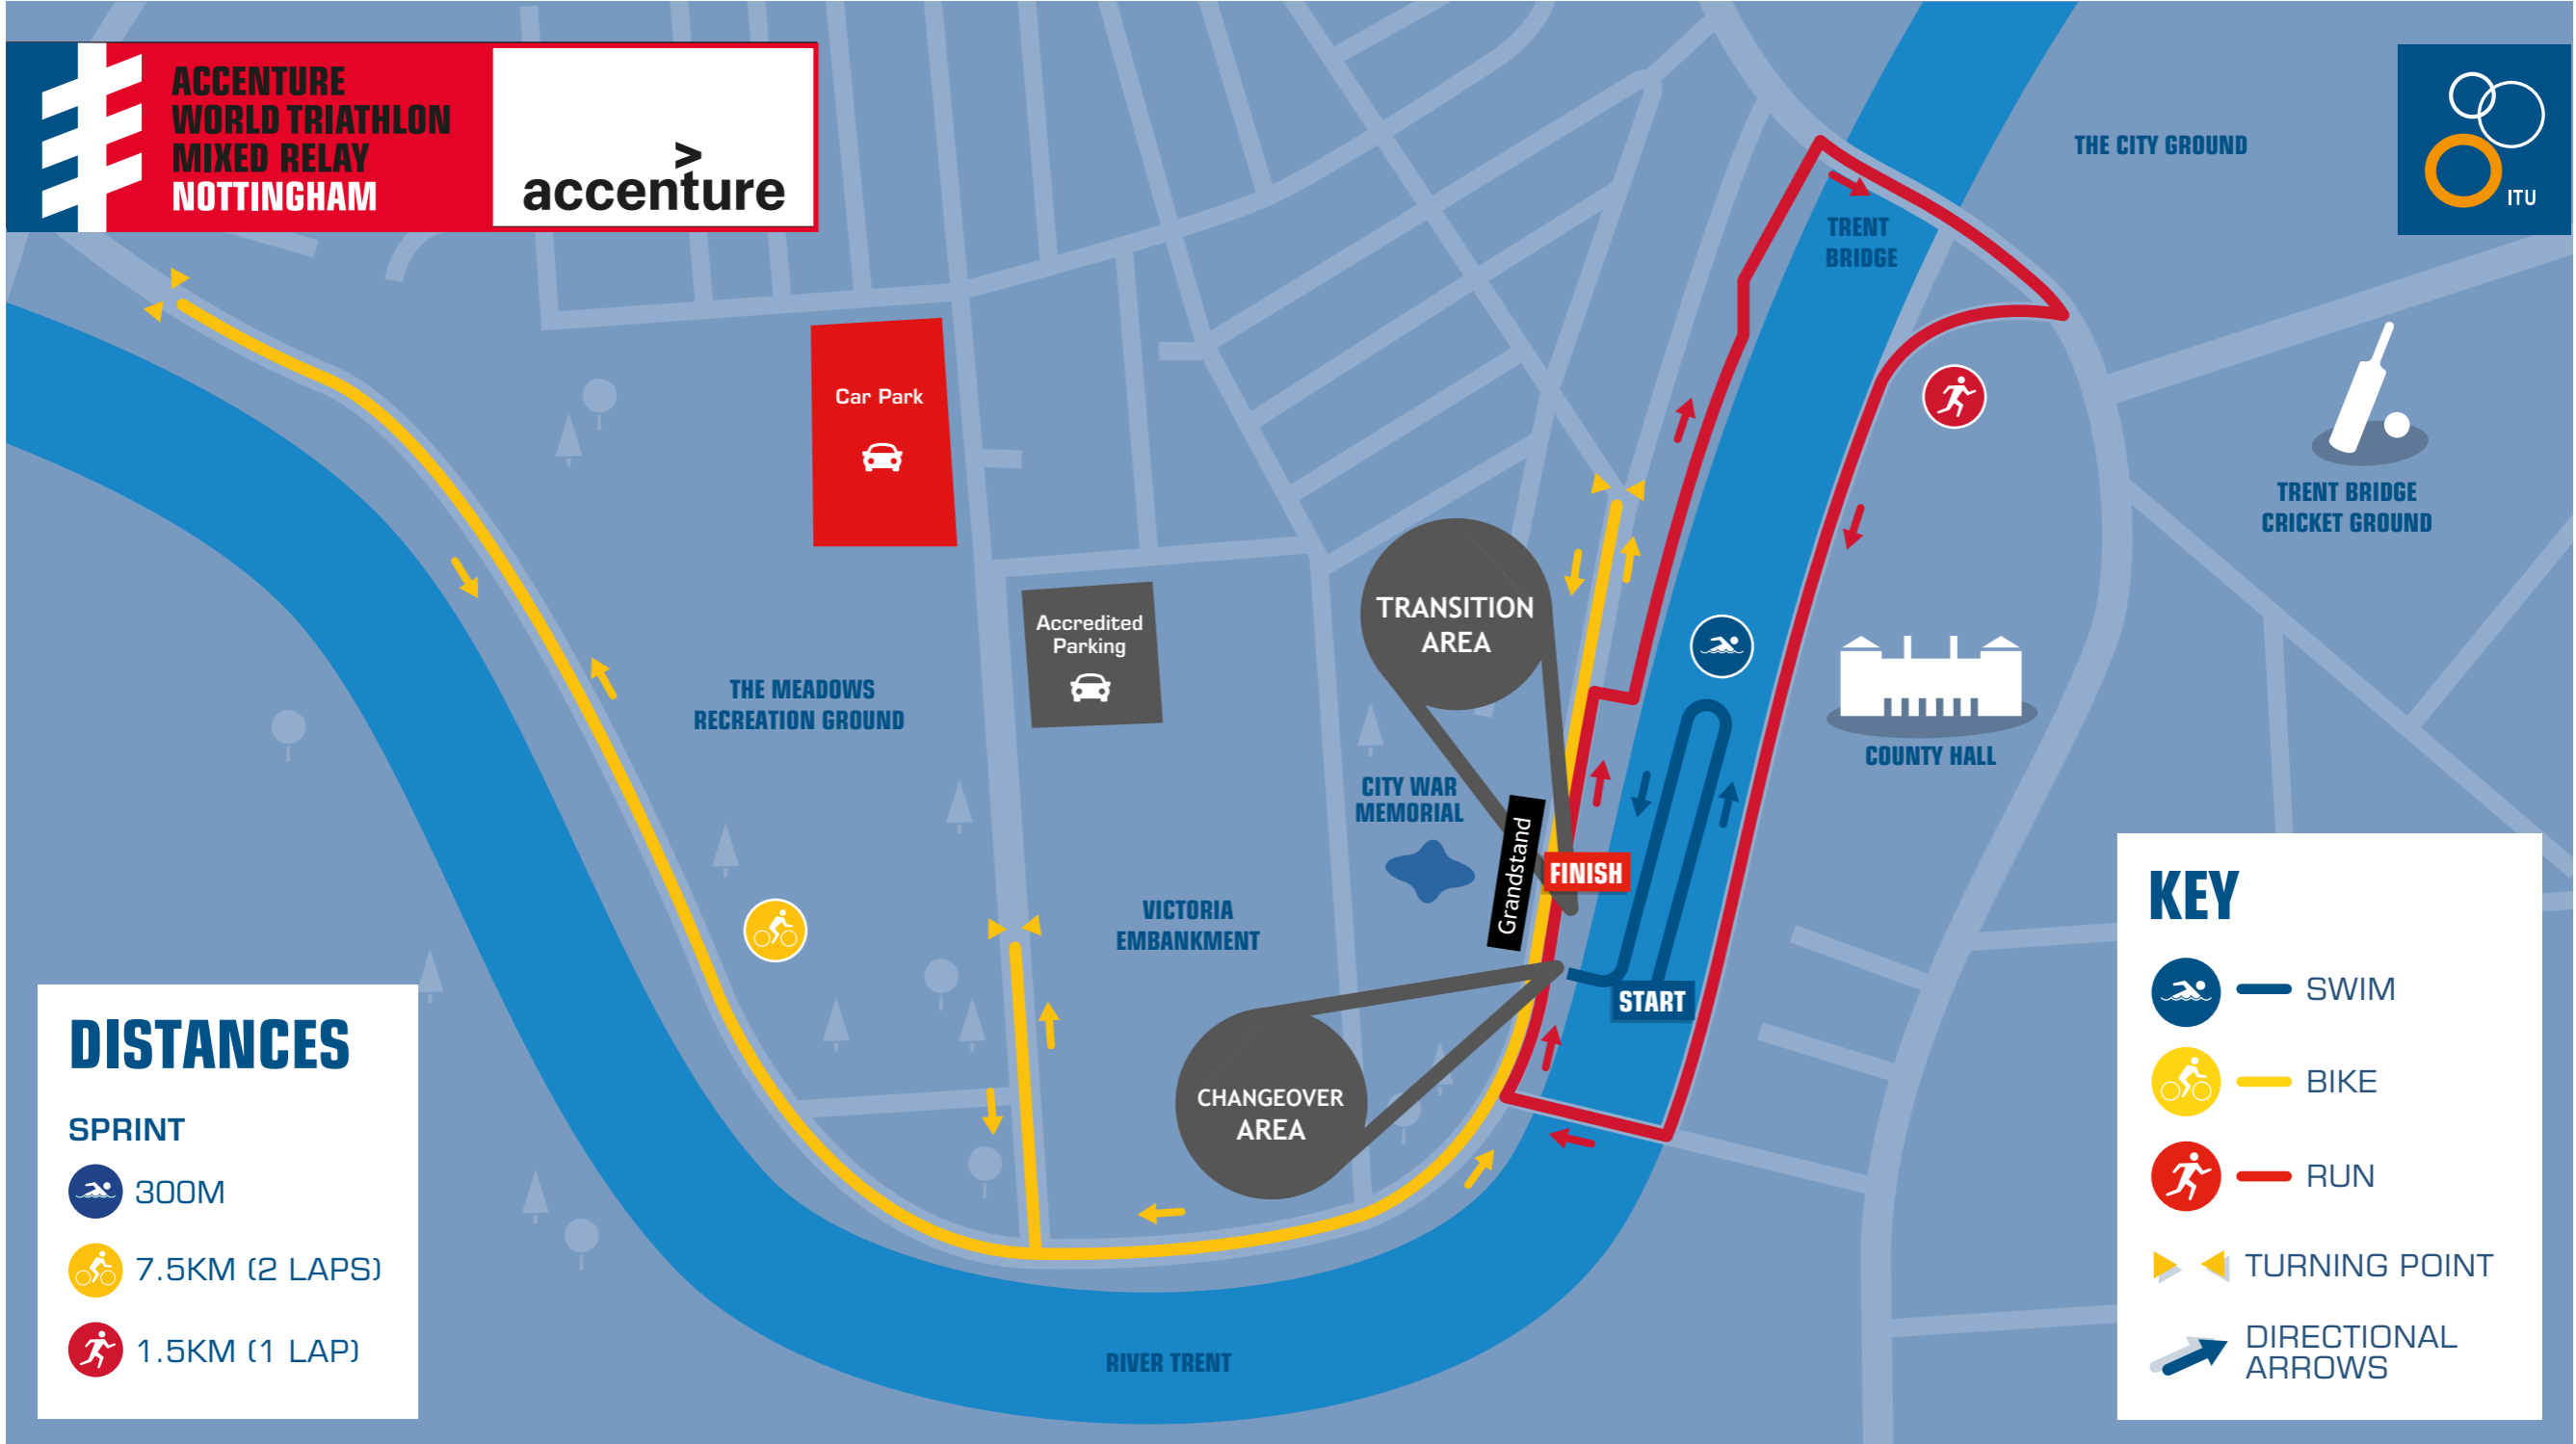 ACCENTURE
WORLD TRIATHLON
MIXED RELAY
NOTTINGHAM
>
accenture
THE CITY GROUND
ITU
TRENT
BRIDGE
Car Park
TRENT BRIDGE
CRICKET GROUND
TRANSITION
AREA
Accredited
Parking
THE MEADOWS
RECREATION GROUND
COUNTY HALL
CITY WAR
MEMORIAL
Grandstand
FINISH
VICTORIA
EMBANKMENT
START
CHANGEOVER
AREA
RIVER TRENT
DISTANCES
SPRINT
300M
7.5KM (2 LAPS)
1.5KM (1 LAP)
KEY
SWIM
BIKE
RUN
TURNING POINT
DIRECTIONAL
ARROWS